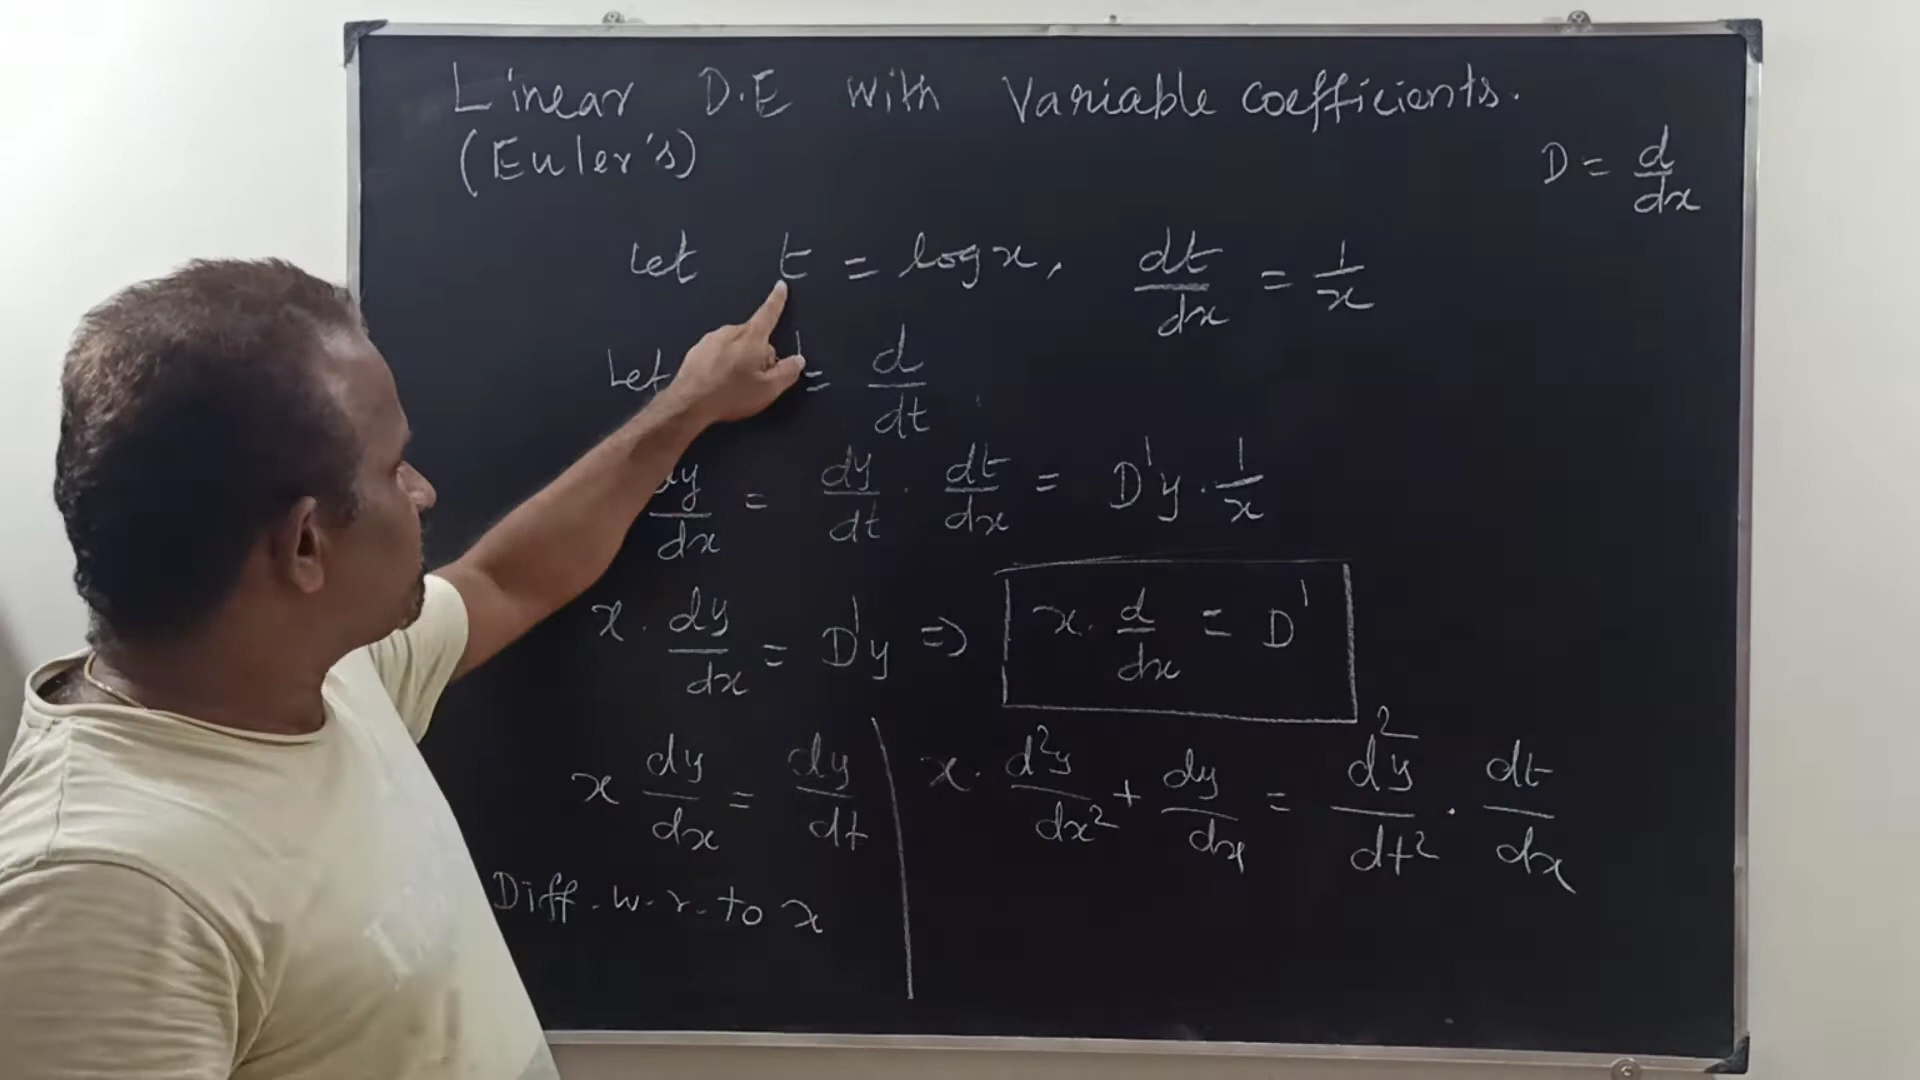 Linear D.E with Variable coefficients.
(Euler's)
D = d/dx
Let t = log x, dt/dx = 1/x
Let = d/dt
dy/dx = dy/dt · dt/dx = D'y · 1/x
x · dy/dx = D'y ⇒ x · d/dx = D'
x dy/dx = dy/dt
x · d²y/dx² + dy/dx = d²y/dt² · dt/dx
Diff. w.r. to x